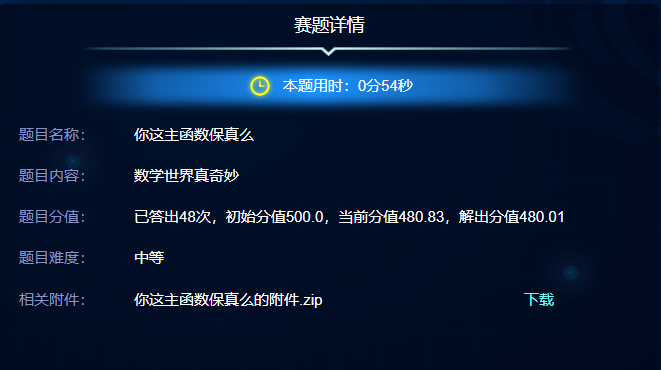 赛题详情
本题用时：0分54秒
题目名称： 你这主函数保真么
题目内容： 数学世界真奇妙
题目分值： 已答出48次，初始分值500.0，当前分值480.83，解出分值480.01
题目难度： 中等
相关附件： 你这主函数保真么的附件.zip 下载